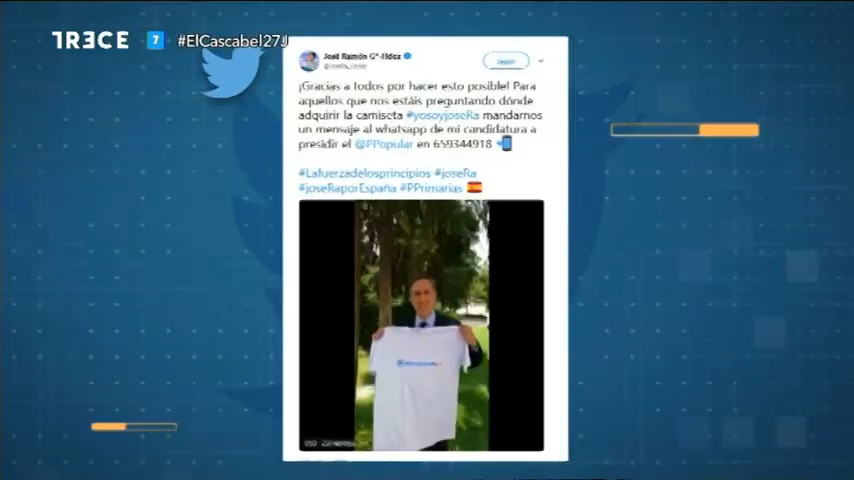 TRECE 7 #ElCascabel27J
José Ramón Gª-Hdez
Seguir
¡Gracias a todos por hacer esto posible! Para
aquellos que nos estáis preguntando dónde
adquirir la camiseta #yosoyjoseRa mandarnos
un mensaje al whatsapp de mi candidatura a
presidir el @PPopular en 659344918
#Lafuerzadelosprincipios #joseRa
#joseRaporEspaña #PPrimarias